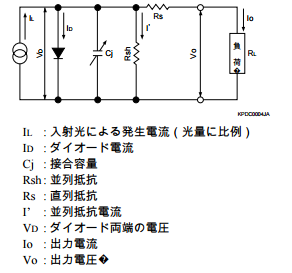 IL
VD
ID
Cj
Rsh
I'
Rs
Vo
Io
負
荷�
RL
KPDC0004JA
IL ：入射光による発生電流（光量に比例）
ID ：ダイオード電流
Cj ：接合容量
Rsh：並列抵抗
Rs ：直列抵抗
I' ：並列抵抗電流
VD ：ダイオード両端の電圧
Io ：出力電流
Vo ：出力電圧�